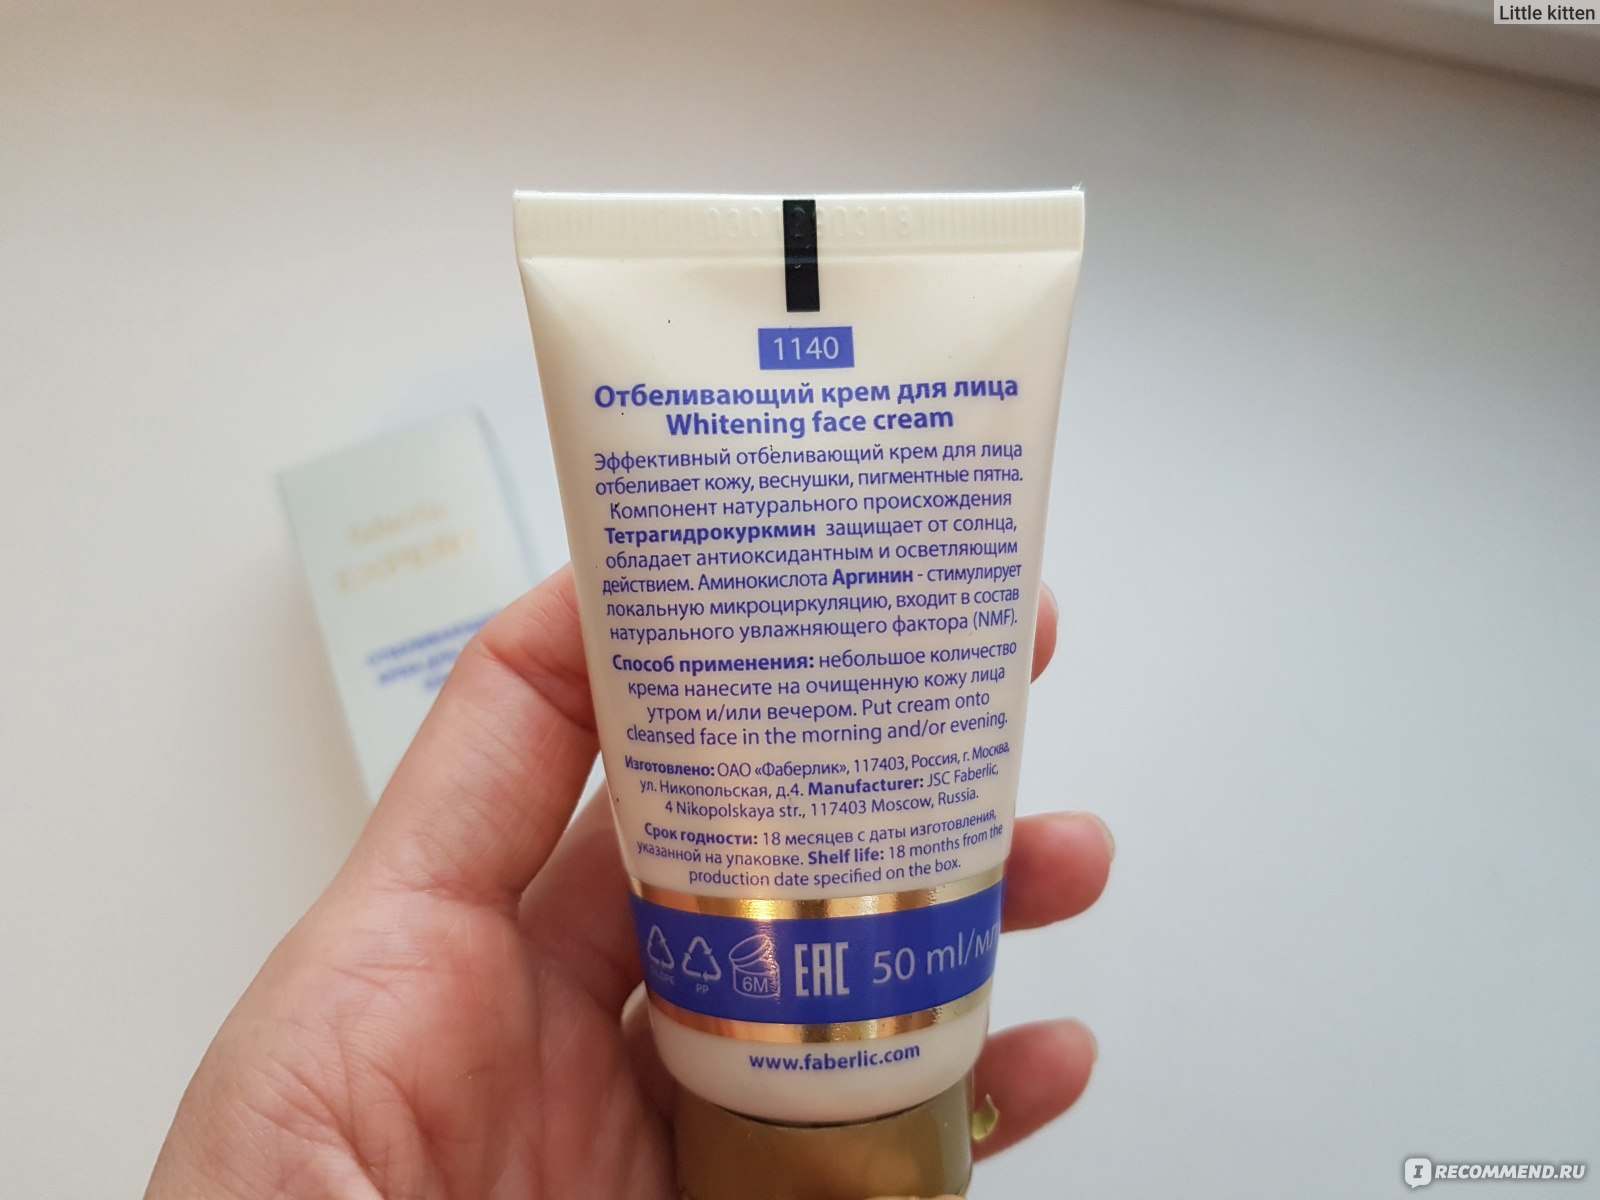 Little kitten
1140
Отбеливающий крем для лица
Whitening face cream
Эффективный отбеливающий крем для лица
отбеливает кожу, веснушки, пигментные пятна.
Компонент натурального происхождения
Тетрагидрокуркмин защищает от солнца,
обладает антиоксидантным и осветляющим
действием. Аминокислота Аргинин - стимулирует
локальную микроциркуляцию, входит в состав
натурального увлажняющего фактора (NMF).
Способ применения: небольшое количество
крема нанесите на очищенную кожу лица
утром и/или вечером. Put cream onto
cleansed face in the morning and/or evening.
Изготовлено: ОАО «Фаберлик», 117403, Россия, г. Москва,
ул. Никопольская, д.4. Manufacturer: JSC Faberlic,
4 Nikopolskaya str., 117403 Moscow, Russia.
Срок годности: 18 месяцев с даты изготовления,
указанной на упаковке. Shelf life: 18 months from the
production date specified on the box.
PP
6M
EAC
50 ml/мл
www.faberlic.com
faberlic
IRECOMMEND.RU